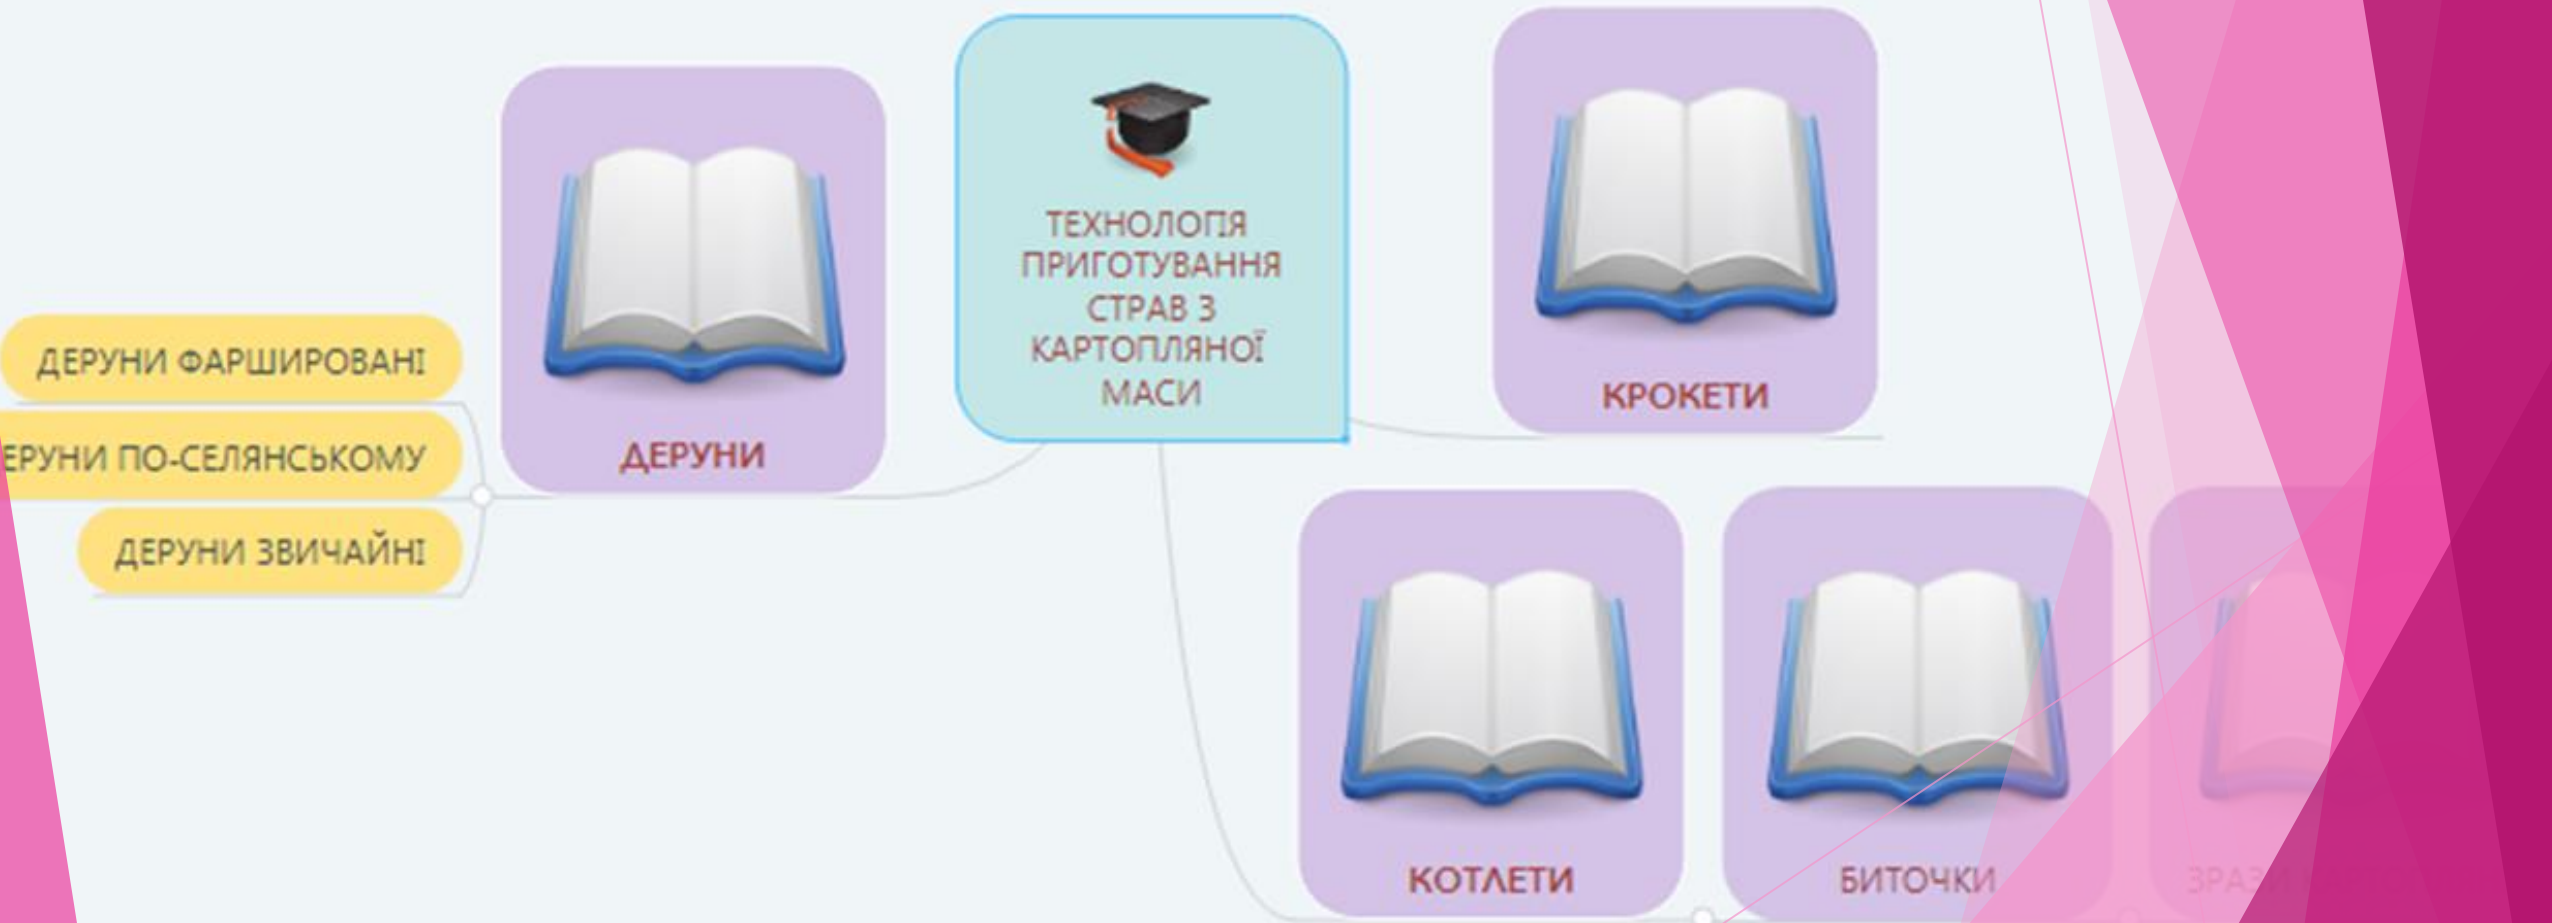 ТЕХНОЛОГІЯ
ПРИГОТУВАННЯ
СТРАВ З
КАРТОПЛЯНОЇ
МАСИ
ДЕРУНИ
ДЕРУНИ ФАРШИРОВАНІ
ЕРУНИ ПО-СЕЛЯНСЬКОМУ
ДЕРУНИ ЗВИЧАЙНІ
КРОКЕТИ
КОТЛЕТИ
БИТОЧКИ